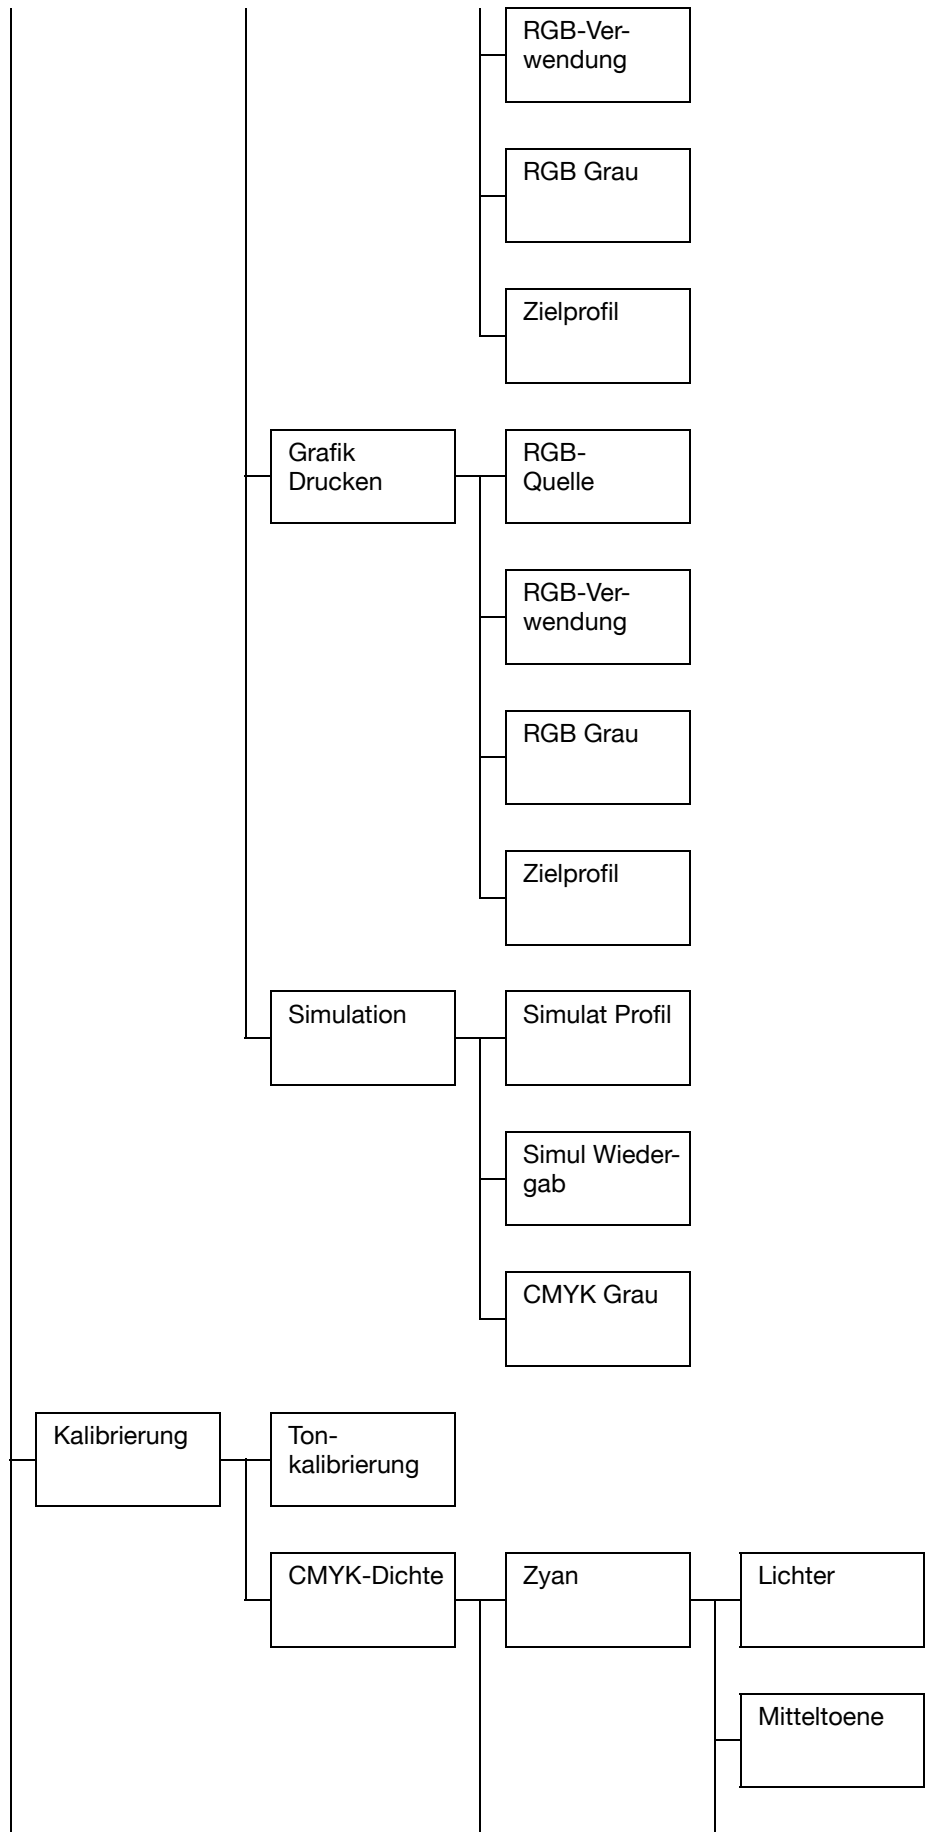 RGB-Ver-
wendung
RGB Grau
Zielprofil
Grafik
Drucken
RGB-
Quelle
RGB-Ver-
wendung
RGB Grau
Zielprofil
Simulation
Simulat Profil
Simul Wieder-
gab
CMYK Grau
Kalibrierung
Ton-
kalibrierung
CMYK-Dichte
Zyan
Lichter
Mitteltoene